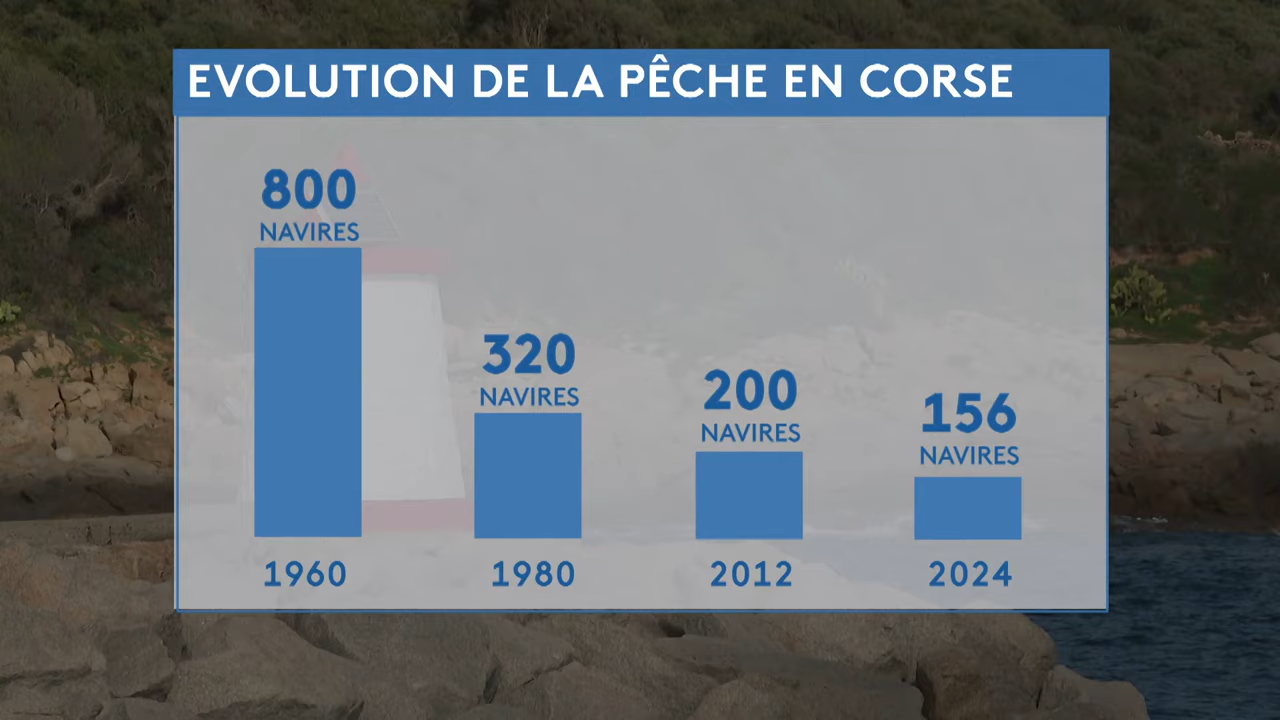 EVOLUTION DE LA PÊCHE EN CORSE
800
NAVIRES
320
NAVIRES
200
NAVIRES
156
NAVIRES
1960
1980
2012
2024